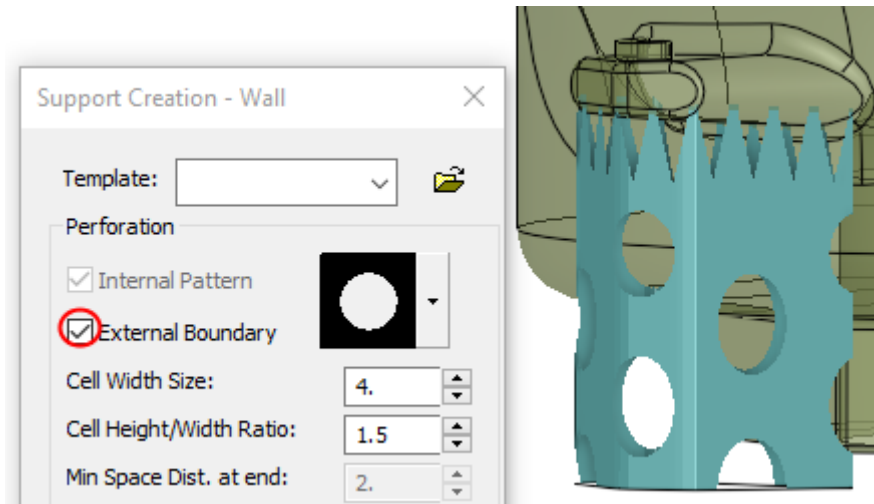 Support Creation - Wall
Template:
Perforation
Internal Pattern
External Boundary
Cell Width Size: 4.
Cell Height/Width Ratio: 1.5
Min Space Dist. at end: 2.